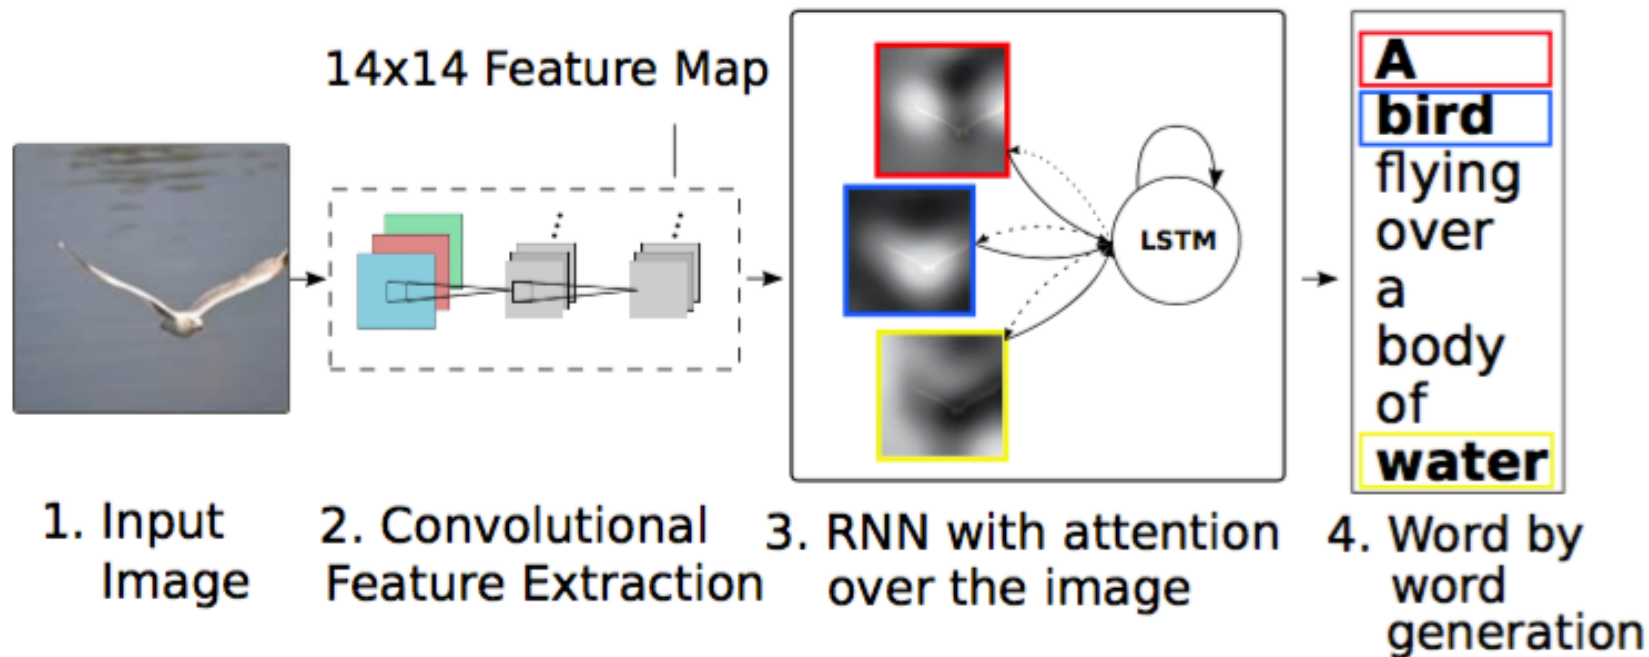 14x14 Feature Map
LSTM
A
bird
flying
over
a
body
of
water
1. Input
Image
2. Convolutional
Feature Extraction
3. RNN with attention
over the image
4. Word by
word
generation